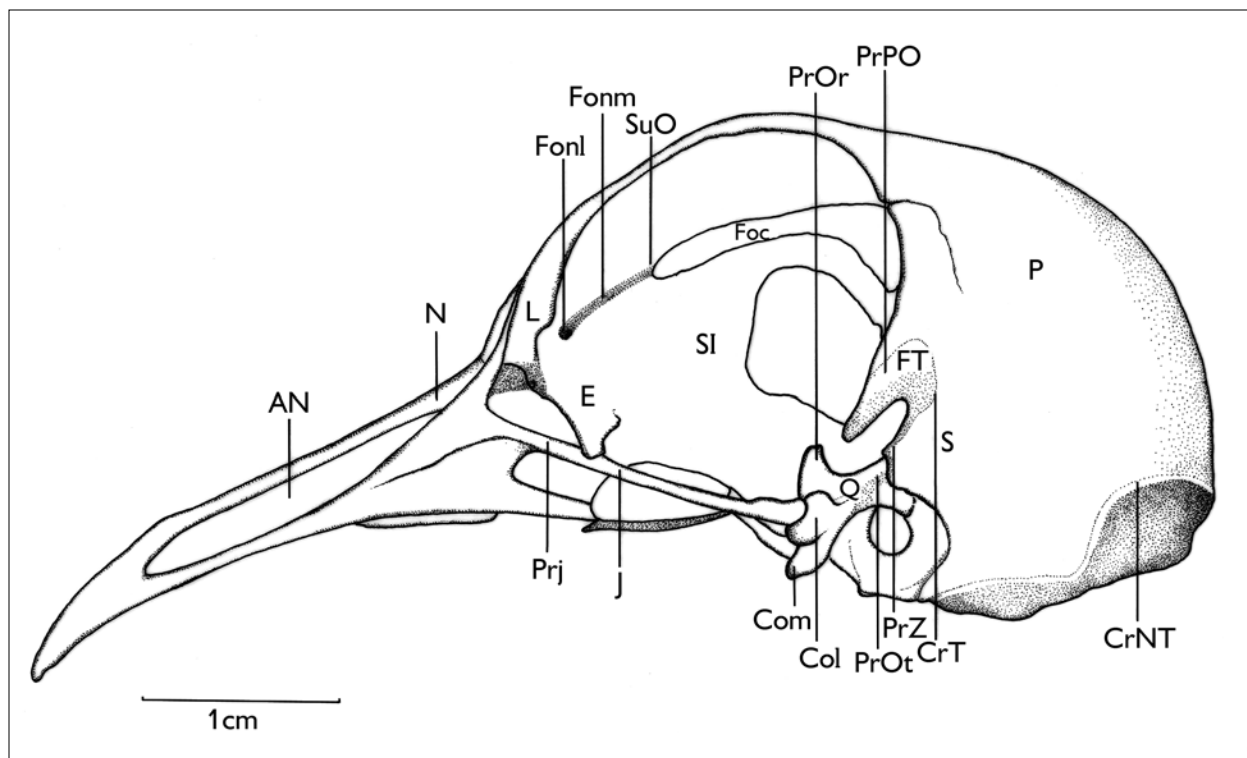 PrPO
PrOr
Fonm
SuO
Fonl
Foc
P
L
N
SI
FT
E
AN
S
Q
Prj
J
Com
Col
PrOt
PrZ
CrT
CrNT
1cm